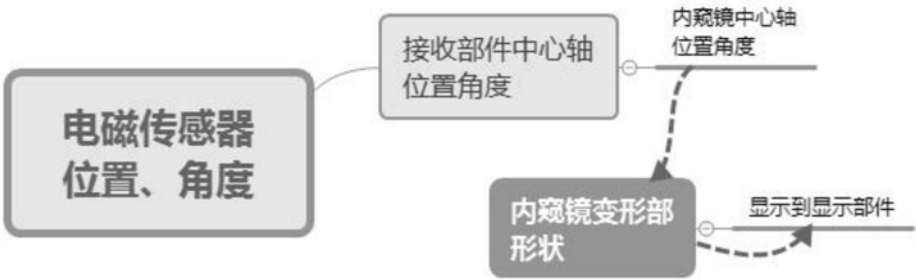 电磁传感器
位置、角度
接收部件中心轴
位置角度
内窥镜中心轴
位置角度
内窥镜变形部
形状
显示到显示部件